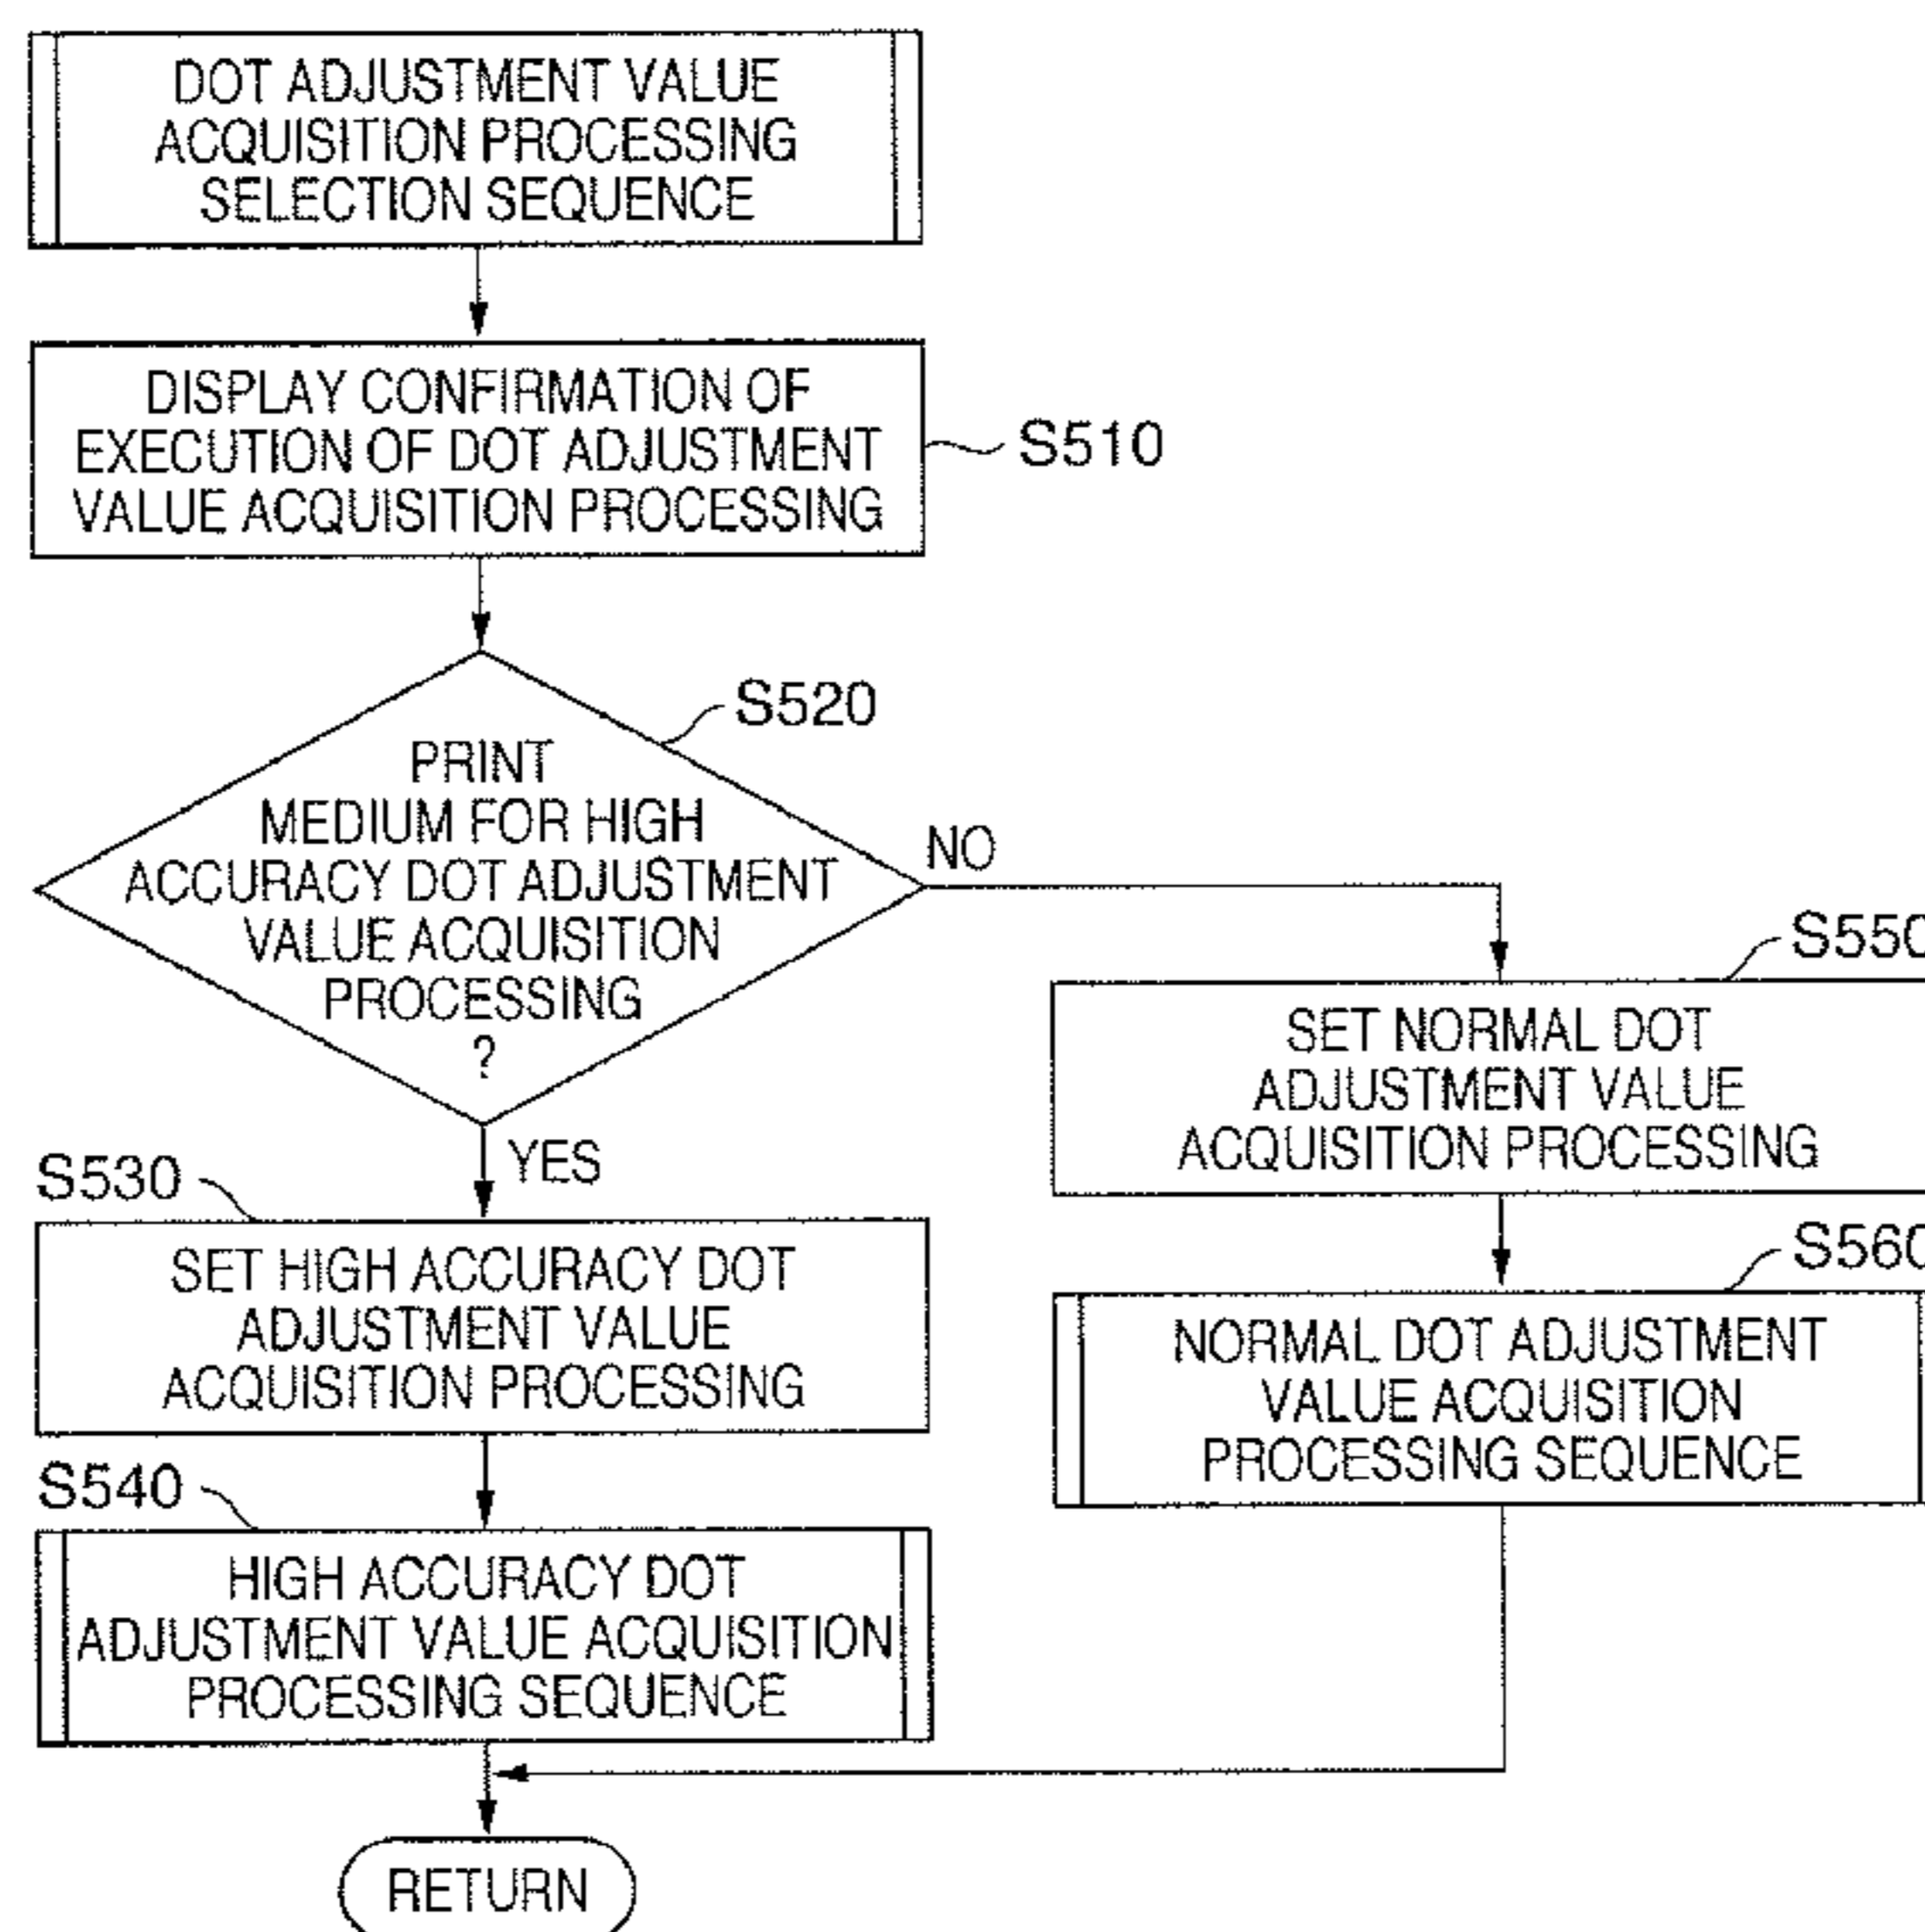 DOT ADJUSTMENT VALUE
ACQUISITION PROCESSING
SELECTION SEQUENCE
DISPLAY CONFIRMATION OF
EXECUTION OF DOT ADJUSTMENT
VALUE ACQUISITION PROCESSING
S510
S520
PRINT
MEDIUM FOR HIGH
ACCURACY DOT ADJUSTMENT
VALUE ACQUISITION
PROCESSING
?
NO
YES
S530
SET HIGH ACCURACY DOT
ADJUSTMENT VALUE
ACQUISITION PROCESSING
S540
HIGH ACCURACY DOT
ADJUSTMENT VALUE ACQUISITION
PROCESSING SEQUENCE
S550
SET NORMAL DOT
ADJUSTMENT VALUE
ACQUISITION PROCESSING
S560
NORMAL DOT ADJUSTMENT
VALUE ACQUISITION
PROCESSING SEQUENCE
RETURN